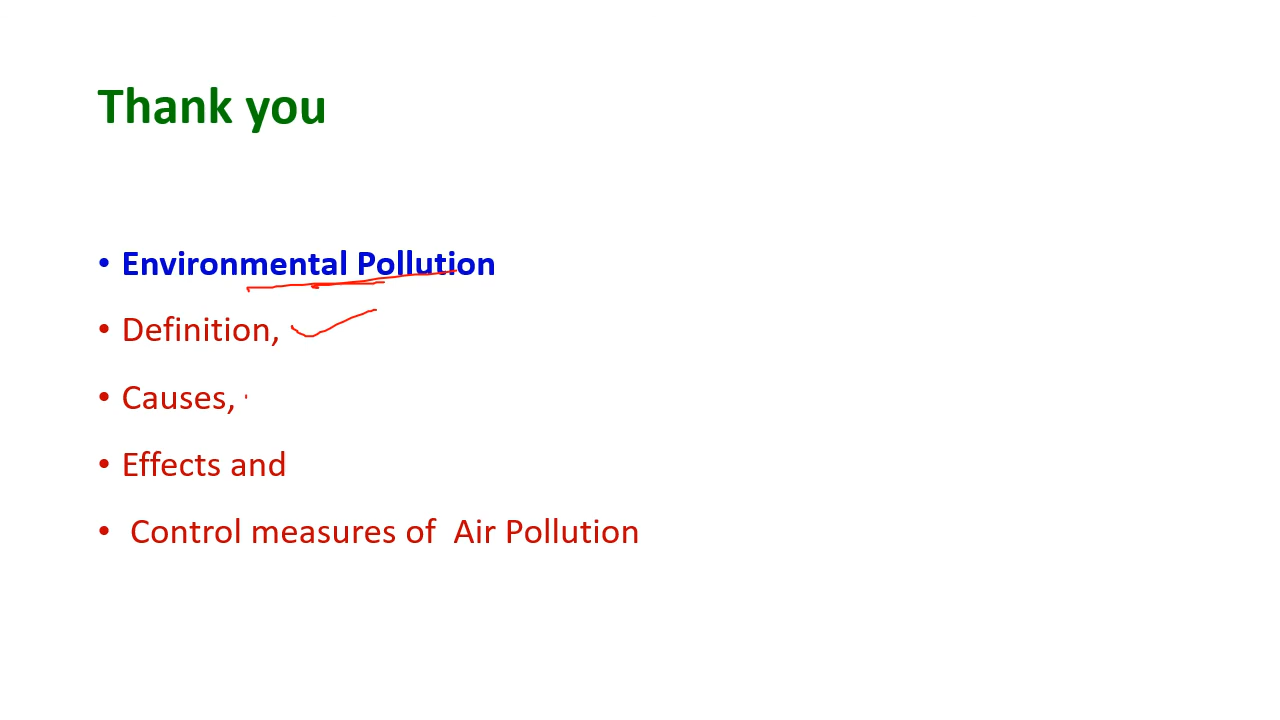 Thank you
• Environmental Pollution
• Definition,
• Causes,
• Effects and
• Control measures of  Air Pollution